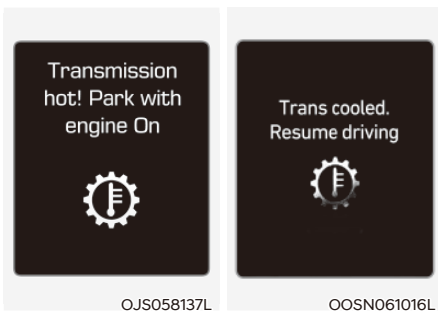 Transmission
hot! Park with
engine On
OJS058137L
Trans cooled.
Resume driving
OOSN061016L